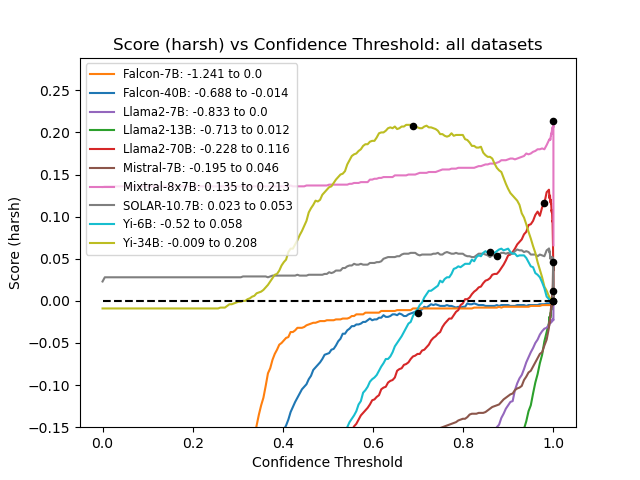 Score (harsh) vs Confidence Threshold: all datasets
Falcon-7B: -1.241 to 0.0
Falcon-40B: -0.688 to -0.014
Llama2-7B: -0.833 to 0.0
Llama2-13B: -0.713 to 0.012
Llama2-70B: -0.228 to 0.116
Mistral-7B: -0.195 to 0.046
Mixtral-8x7B: 0.135 to 0.213
SOLAR-10.7B: 0.023 to 0.053
Yi-6B: -0.52 to 0.058
Yi-34B: -0.009 to 0.208
Score (harsh)
0.25
0.20
0.15
0.10
0.05
0.00
−0.05
−0.10
−0.15
0.0 0.2 0.4 0.6 0.8 1.0
Confidence Threshold